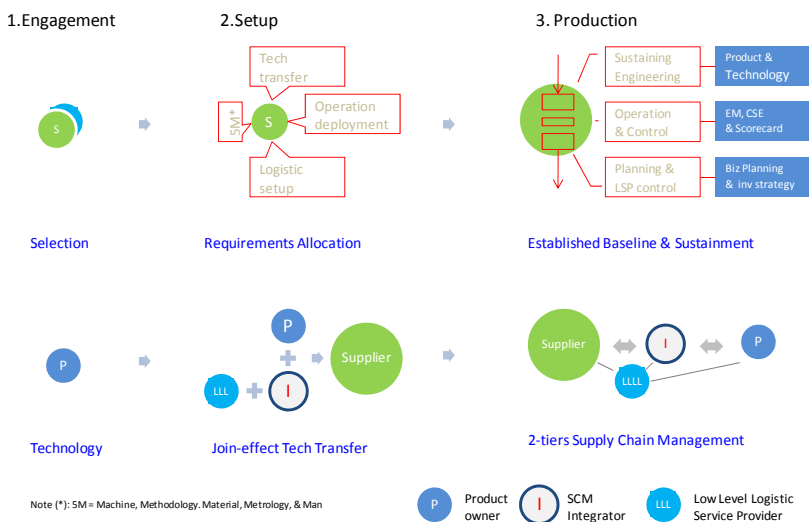 1.Engagement
2.Setup
3. Production
S
Tech
transfer
5M*
S
Operation
deployment
Logistic
setup
Sustaining
Engineering
Product &
Technology
Operation
& Control
EM, CSE
& Scorecard
Planning &
LSP control
Biz Planning
& inv strategy
Selection
Requirements Allocation
Established Baseline & Sustainment
P
P
LLL
I
Supplier
Supplier
I
P
LLLL
Technology
Join-effect Tech Transfer
2-tiers Supply Chain Management
Note (*): 5M = Machine, Methodology. Material, Metrology, & Man
P
Product
owner
I
SCM
Integrator
LLL
Low Level Logistic
Service Provider